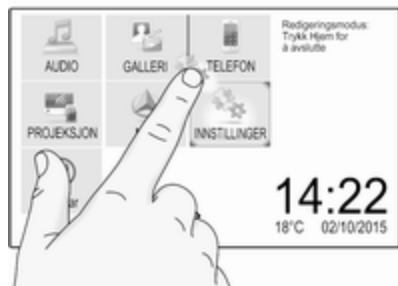 AUDIO
GALLERI
TELEFON
Redigeringsmodus:
Trykk Hjem for
å avslutte
PROJEKSJON
INNSTILLINGER
14:22
18°C 02/10/2015